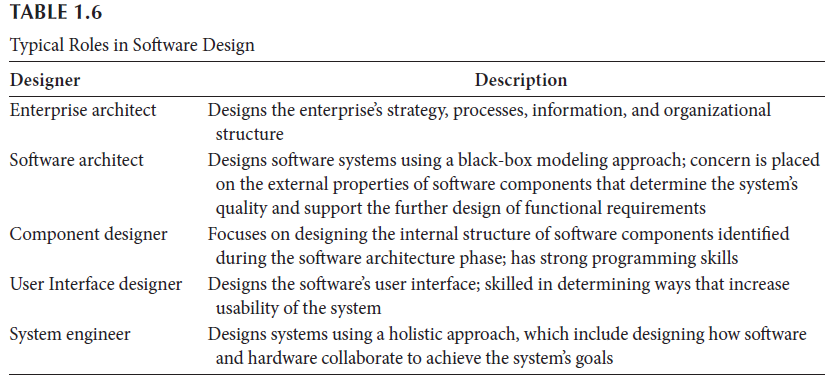 TABLE 1.6
Typical Roles in Software Design
Designer Description
Enterprise architect Designs the enterprise's strategy, processes, information, and organizational
structure
Software architect Designs software systems using a black-box modeling approach; concern is placed
on the external properties of software components that determine the system's
quality and support the further design of functional requirements
Component designer Focuses on designing the internal structure of software components identified
during the software architecture phase; has strong programming skills
User Interface designer Designs the software's user interface; skilled in determining ways that increase
usability of the system
System engineer Designs systems using a holistic approach, which include designing how software
and hardware collaborate to achieve the system's goals